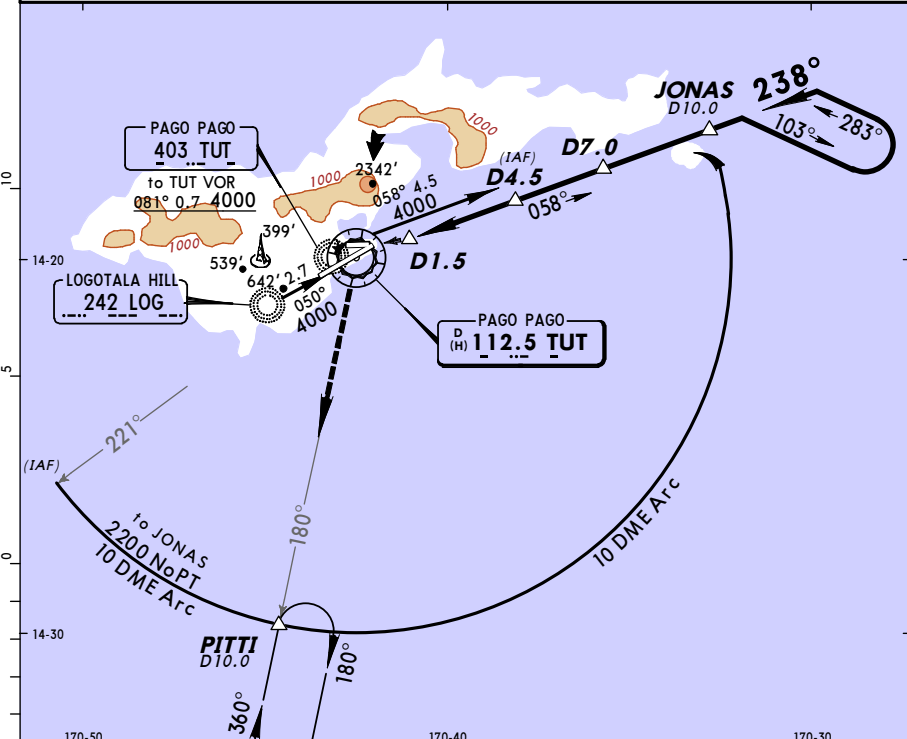 JONAS
D10.0
238°
103°
283°
1000
PAGO PAGO
403 TUT
to TUT VOR
081° 0.7 4000
1000
2342'
058° 4.5
4000
(IAF)
D4.5
D7.0
058°
10
1000
399'
539'
642'
2.7
050°
4000
D1.5
14-20
LOGOTALA HILL
242 LOG
PAGO PAGO
D
(H) 112.5 TUT
5
221°
(IAF)
to JONAS
2200 NoPT
10 DME Arc
180°
10 DME Arc
0
14-30
PITTI
D10.0
360°
180°
170-50
170-40
170-30